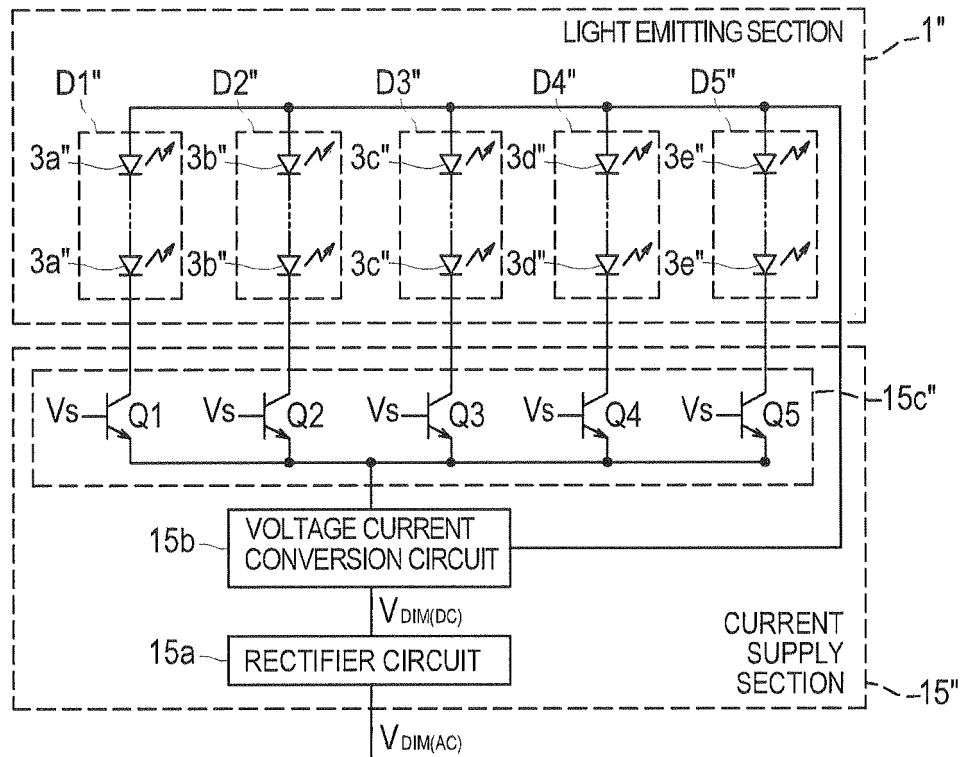 LIGHT EMITTING SECTION
1"
D1" D2" D3" D4" D5"
3a" 3b" 3c" 3d" 3e"
3a" 3b" 3c" 3d" 3e"
15c"
Vs Q1 Vs Q2 Vs Q3 Vs Q4 Vs Q5
15b
VOLTAGE CURRENT
CONVERSION CIRCUIT
VDIM(DC)
15a
RECTIFIER CIRCUIT
CURRENT
SUPPLY
SECTION
15"
VDIM(AC)